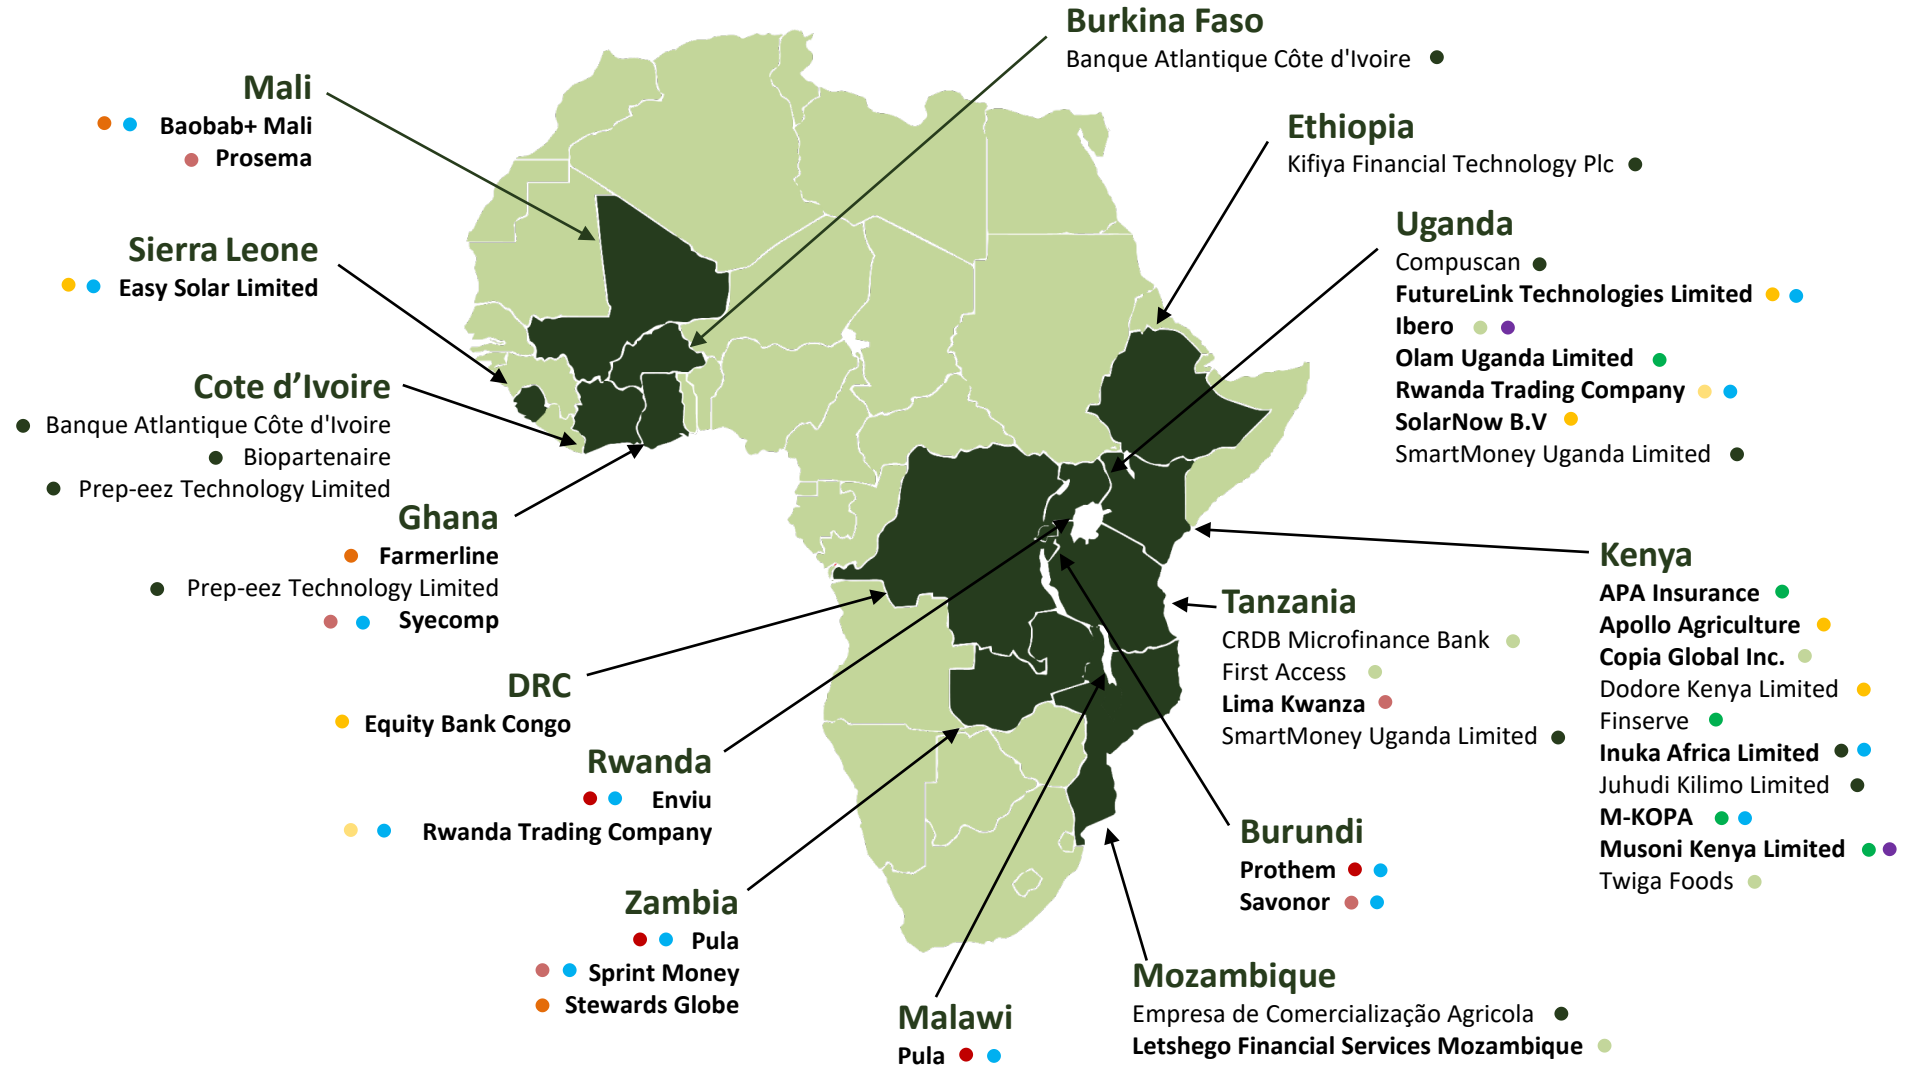 Burkina Faso
Banque Atlantique Côte d'Ivoire
Mali
Baobab+ Mali
Prosema
Ethiopia
Kifiya Financial Technology Plc
Sierra Leone
Easy Solar Limited
Uganda
Compuscan
FutureLink Technologies Limited
Ibero
Olam Uganda Limited
Rwanda Trading Company
SolarNow B.V
SmartMoney Uganda Limited
Cote d’Ivoire
Banque Atlantique Côte d'Ivoire
Biopartenaire
Prep-eez Technology Limited
Ghana
Farmerline
Prep-eez Technology Limited
Syecomp
Kenya
APA Insurance
Apollo Agriculture
Copia Global Inc.
Dodore Kenya Limited
Finserve
Inuka Africa Limited
Juhudi Kilimo Limited
M-KOPA
Musoni Kenya Limited
Twiga Foods
Tanzania
CRDB Microfinance Bank
First Access
Lima Kwanza
SmartMoney Uganda Limited
DRC
Equity Bank Congo
Rwanda
Enviu
Rwanda Trading Company
Burundi
Prothem
Savonor
Zambia
Pula
Sprint Money
Stewards Globe
Mozambique
Empresa de Comercialização Agricola
Letshego Financial Services Mozambique
Malawi
Pula